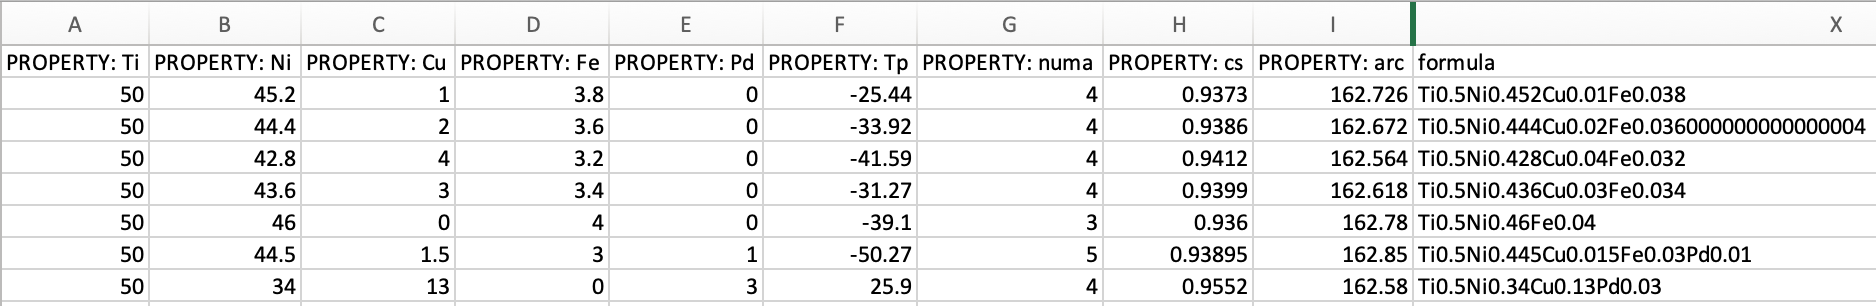 A B C D E F G H I X
PROPERTY: Ti PROPERTY: Ni PROPERTY: Cu PROPERTY: Fe PROPERTY: Pd PROPERTY: Tp PROPERTY: numa PROPERTY: cs PROPERTY: arc formula
50 45.2 1 3.8 0 -25.44 4 0.9373 162.726 Ti0.5Ni0.452Cu0.01Fe0.038
50 44.4 2 3.6 0 -33.92 4 0.9386 162.672 Ti0.5Ni0.444Cu0.02Fe0.036000000000000004
50 42.8 4 3.2 0 -41.59 4 0.9412 162.564 Ti0.5Ni0.428Cu0.04Fe0.032
50 43.6 3 3.4 0 -31.27 4 0.9399 162.618 Ti0.5Ni0.436Cu0.03Fe0.034
50 46 0 4 0 -39.1 3 0.936 162.78 Ti0.5Ni0.46Fe0.04
50 44.5 1.5 3 1 -50.27 5 0.93895 162.85 Ti0.5Ni0.445Cu0.015Fe0.03Pd0.01
50 34 13 0 3 25.9 4 0.9552 162.58 Ti0.5Ni0.34Cu0.13Pd0.03